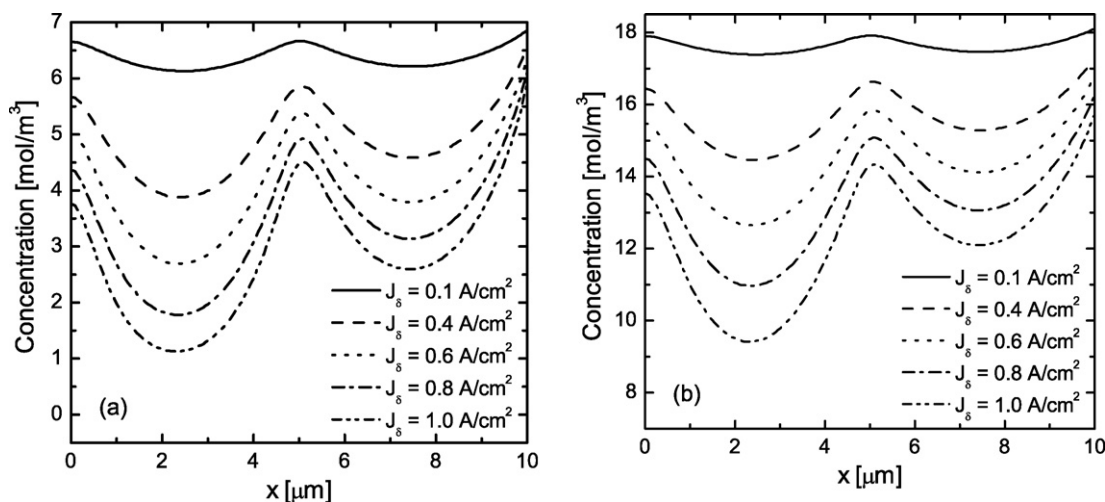 7
6
5
4
3
2
1
0
Concentration [mol/m³]
(a)
J_δ = 0.1 A/cm²
J_δ = 0.4 A/cm²
J_δ = 0.6 A/cm²
J_δ = 0.8 A/cm²
J_δ = 1.0 A/cm²
0 2 4 6 8 10
x [μm]
18
16
14
12
10
8
Concentration [mol/m³]
(b)
J_δ = 0.1 A/cm²
J_δ = 0.4 A/cm²
J_δ = 0.6 A/cm²
J_δ = 0.8 A/cm²
J_δ = 1.0 A/cm²
0 2 4 6 8 10
x [μm]